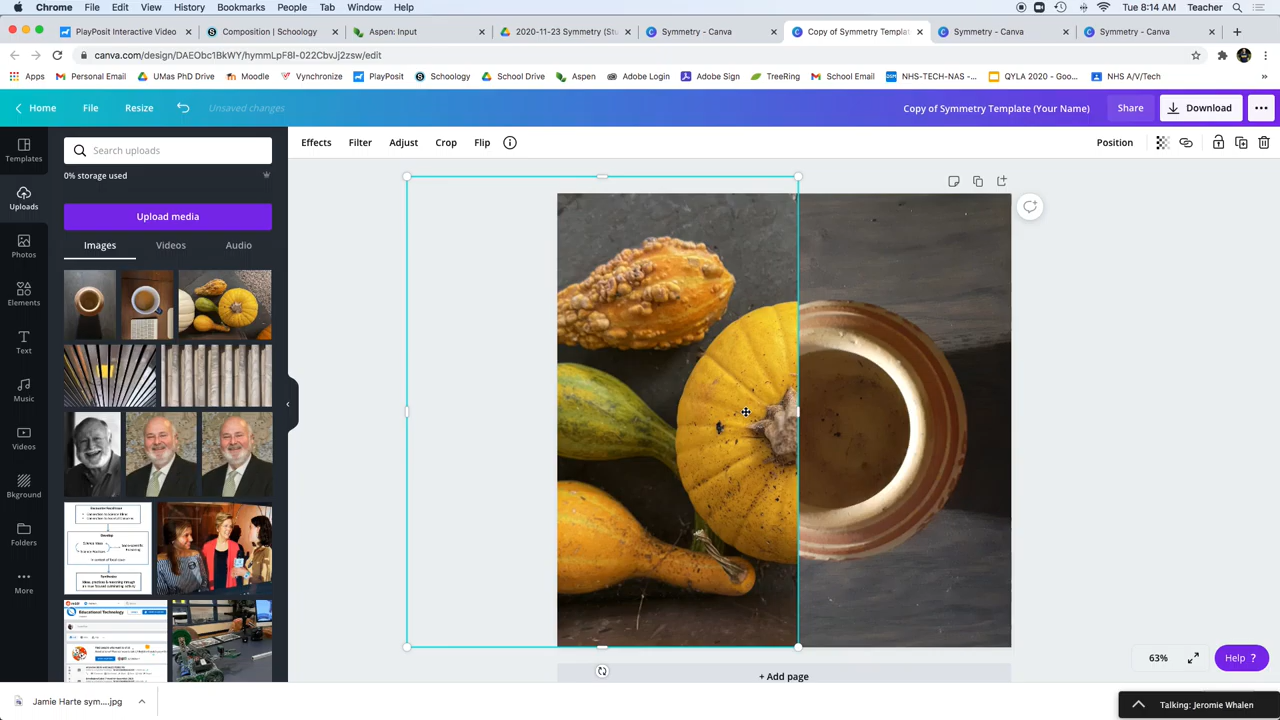 Chrome File Edit View History Bookmarks People Tab Window Help Tue 8:14 AM Teacher
PlayPosit Interactive Video Composition | Schoology Aspen: Input 2020-11-23 Symmetry (Stu Symmetry - Canva Copy of Symmetry Templat Symmetry - Canva Symmetry - Canva
canva.com/design/DAEObc1BkWY/hymmLpF8I-022CbvJj2zsw/edit
Apps Personal Email UMas PhD Drive Moodle Vynchronize PlayPosit Schoology School Drive Aspen Adobe Login Adobe Sign TreeRing School Email NHS-TECH-NAS -... QYLA 2020 - Goo... NHS A/V/Tech
Home File Resize Unsaved changes Copy of Symmetry Template (Your Name) Share Download
Effects Filter Adjust Crop Flip Position
Templates
Uploads
Photos
Elements
Text
Music
Videos
Bkground
Folders
More
Search uploads
0% storage used
Upload media
Images Videos Audio
Educational Technology
+ Add page
63%
Help ?
Jamie Harte sym....jpg
Talking: Jeromie Whalen